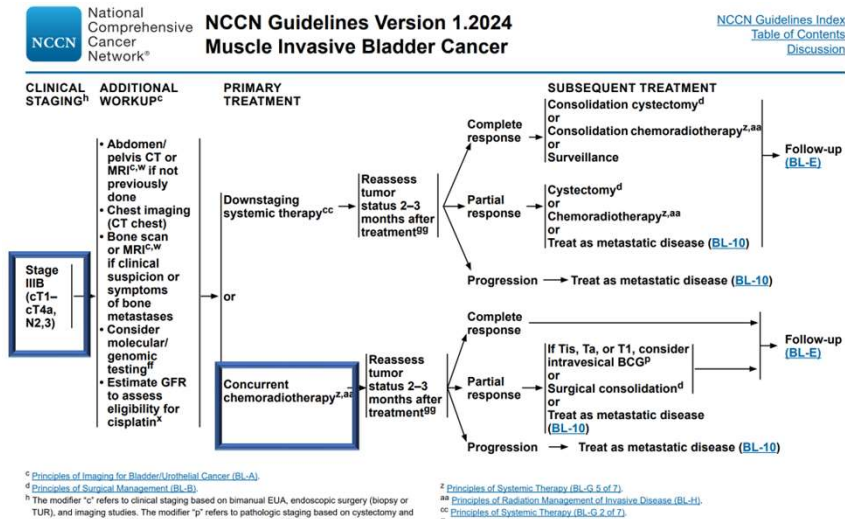 NCCN
National
Comprehensive
Cancer
Network®
NCCN Guidelines Version 1.2024
Muscle Invasive Bladder Cancer
NCCN Guidelines Index
Table of Contents
Discussion
CLINICAL
STAGINGh
ADDITIONAL
WORKUPc
PRIMARY
TREATMENT
SUBSEQUENT TREATMENT
Stage
IIIB
(cT1–
cT4a,
N2,3)
• Abdomen/
pelvis CT or
MRIc,w if not
previously
done
• Chest imaging
(CT chest)
• Bone scan
or MRIc,w
if clinical
suspicion or
symptoms
of bone
metastases
• Consider
molecular/
genomic
testingff
• Estimate GFR
to assess
eligibility for
cisplatinx
Downstaging
systemic therapycc
or
Concurrent
chemoradiotherapyz,aa
Reassess
tumor
status 2–3
months after
treatmentgg
Complete
response
Consolidation cystectomyd
or
Consolidation chemoradiotherapyz,aa
or
Surveillance
Partial
response
Cystectomyd
or
Chemoradiotherapyz,aa
or
Treat as metastatic disease (BL-10)
Progression
Treat as metastatic disease (BL-10)
Follow-up
(BL-E)
Reassess
tumor
status 2–3
months after
treatmentgg
Complete
response
Partial
response
If Tis, Ta, or T1, consider
intravesical BCGp
or
Surgical consolidationd
or
Treat as metastatic disease
(BL-10)
Progression
Treat as metastatic disease (BL-10)
Follow-up
(BL-E)
c Principles of Imaging for Bladder/Urothelial Cancer (BL-A).
d Principles of Surgical Management (BL-B).
h The modifier “c” refers to clinical staging based on bimanual EUA, endoscopic surgery (biopsy or
TUR), and imaging studies. The modifier “p” refers to pathologic staging based on cystectomy and
z Principles of Systemic Therapy (BL-G 5 of 7).
aa Principles of Radiation Management of Invasive Disease (BL-H).
cc Principles of Systemic Therapy (BL-G 2 of 7).